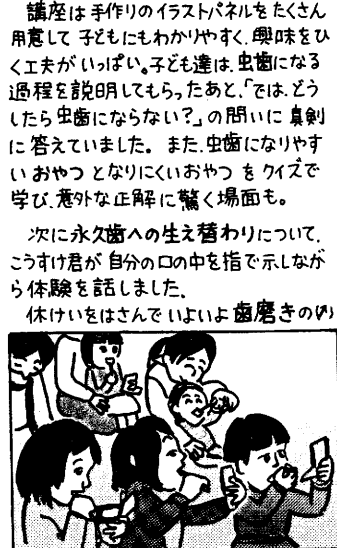 講座は手作りのイラストパネルをたくさん
用意して子どもにもわかりやすく、興味をひ
く工夫がいっぱい。子ども達は、虫歯になる
過程を説明してもらったあと、「では、どう
したら虫歯にならない?」の問いに真剣
に答えていました。また、虫歯になりやす
いおやつとなりにくいおやつをクイズで
学び、意外な正解に驚く場面も。
次に永久歯への生え替わりについて、
こうすけ君が自分の口の中を指で示しなが
ら体験を話しました。
休けいをはさんでいよいよ歯磨きの